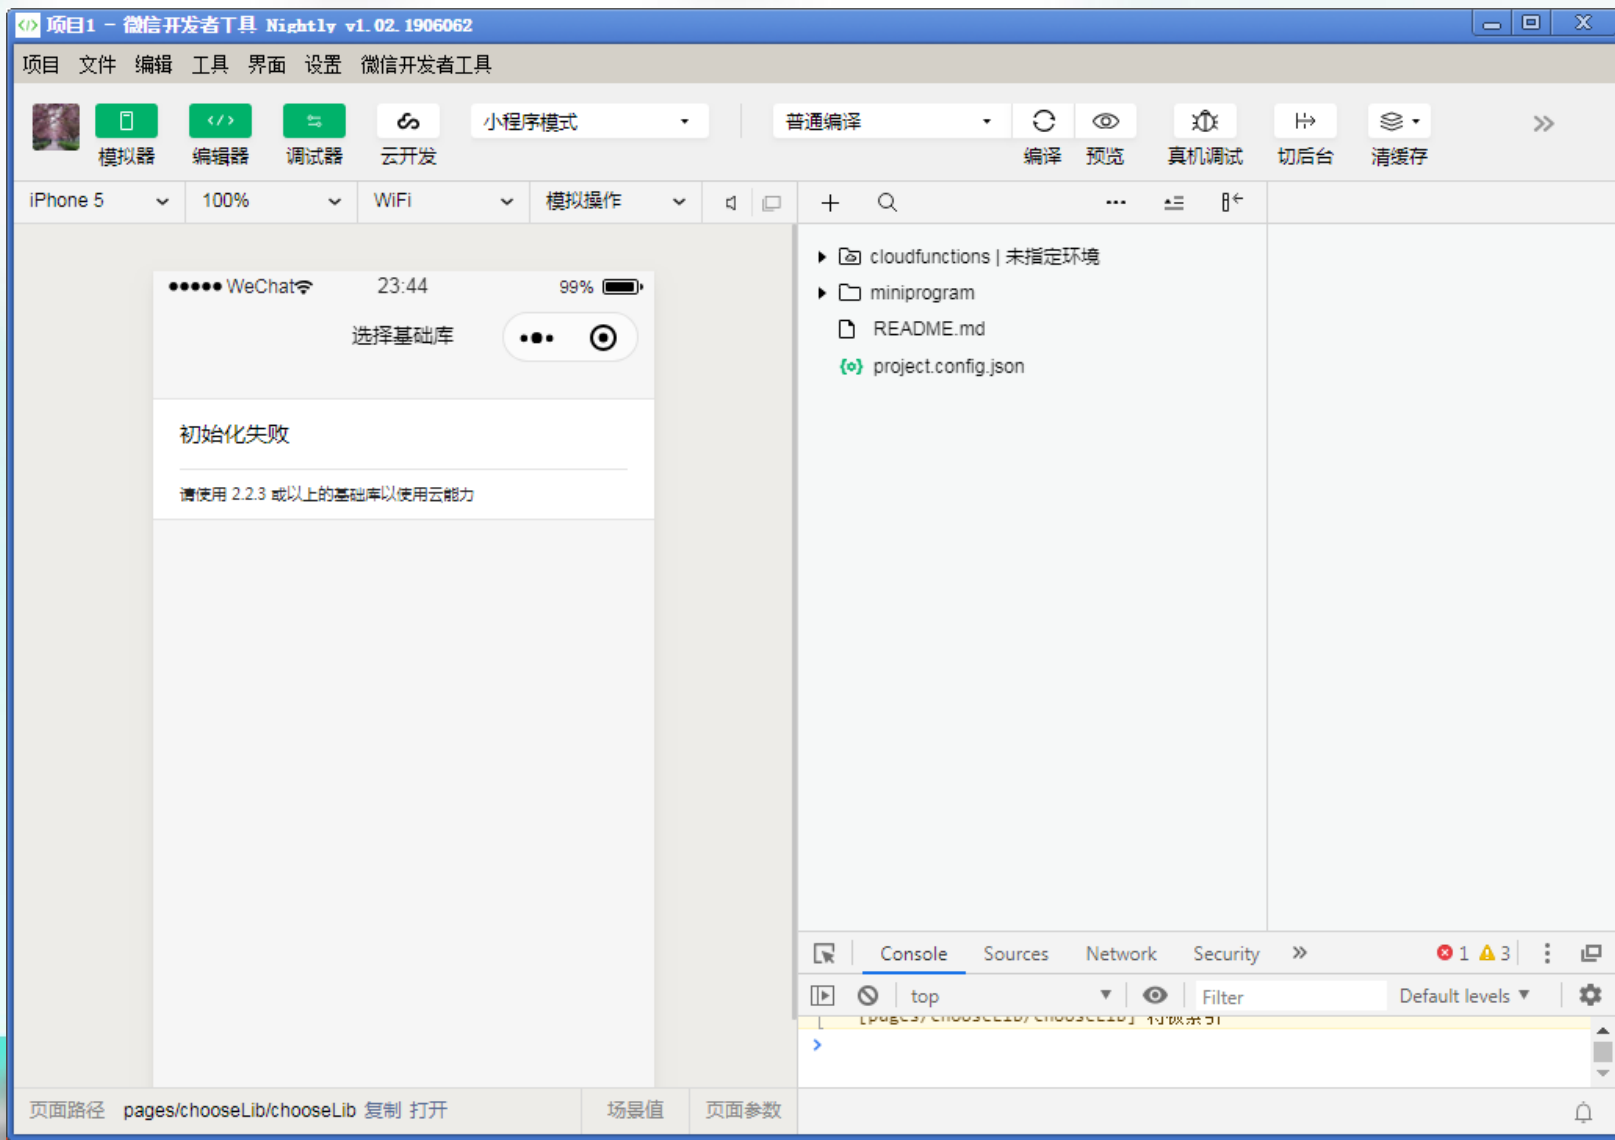 项目1 - 微信开发者工具 Nightly v1.02.1906062
项目 文件 编辑 工具 界面 设置 微信开发者工具
小程序模式 普通编译
模拟器 编辑器 调试器 云开发 编译 预览 真机调试 切后台 清缓存
iPhone 5 100% WiFi 模拟操作
cloudfunctions | 未指定环境
miniprogram
README.md
project.config.json
WeChat 23:44 99%
选择基础库
初始化失败
请使用 2.2.3 或以上的基础库以使用云能力
Console Sources Network Security 1 3
top Filter Default levels
[pages/chooseLib/chooseLib] 将被索引
页面路径 pages/chooseLib/chooseLib 复制 打开 场景值 页面参数